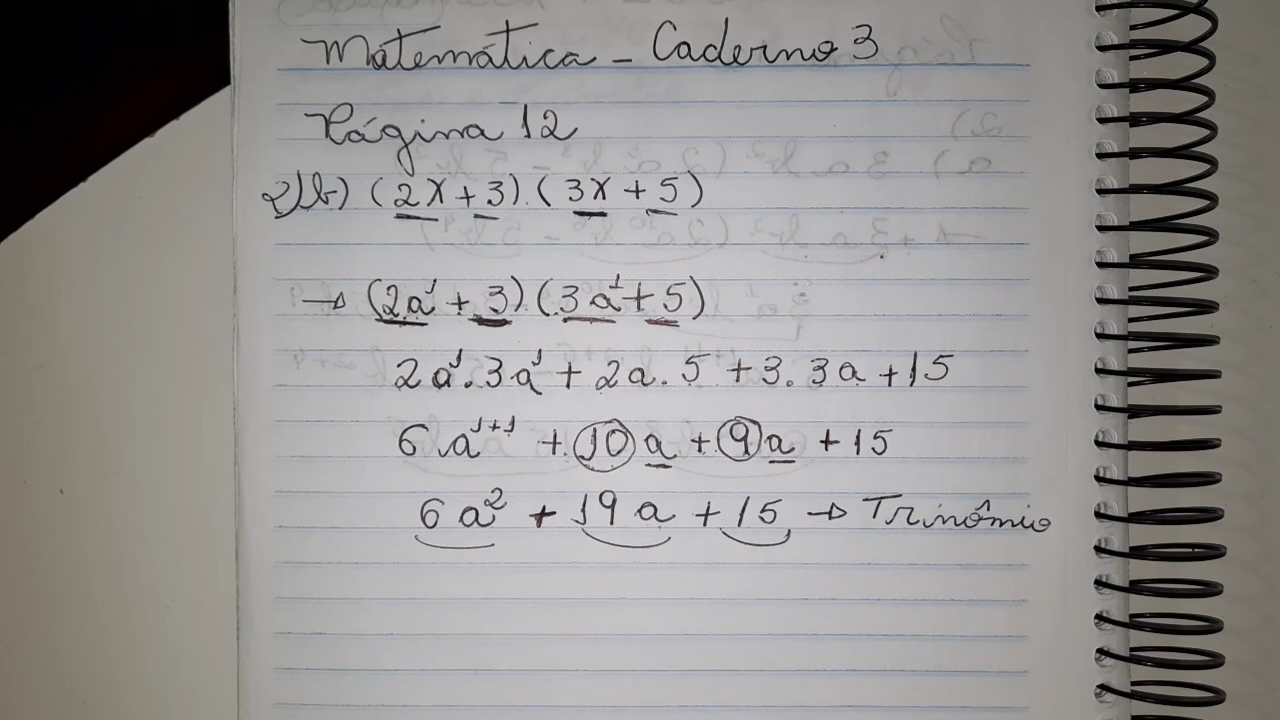 Matemática - Caderno 3
Página 12
2)b) (2x + 3).(3x + 5)
→ (2a¹ + 3)(3a¹ + 5)
2a¹.3a¹ + 2a.5 + 3.3a + 15
6a¹⁺¹ + 10a + 9a + 15
6a² + 19a + 15 → Trinômio